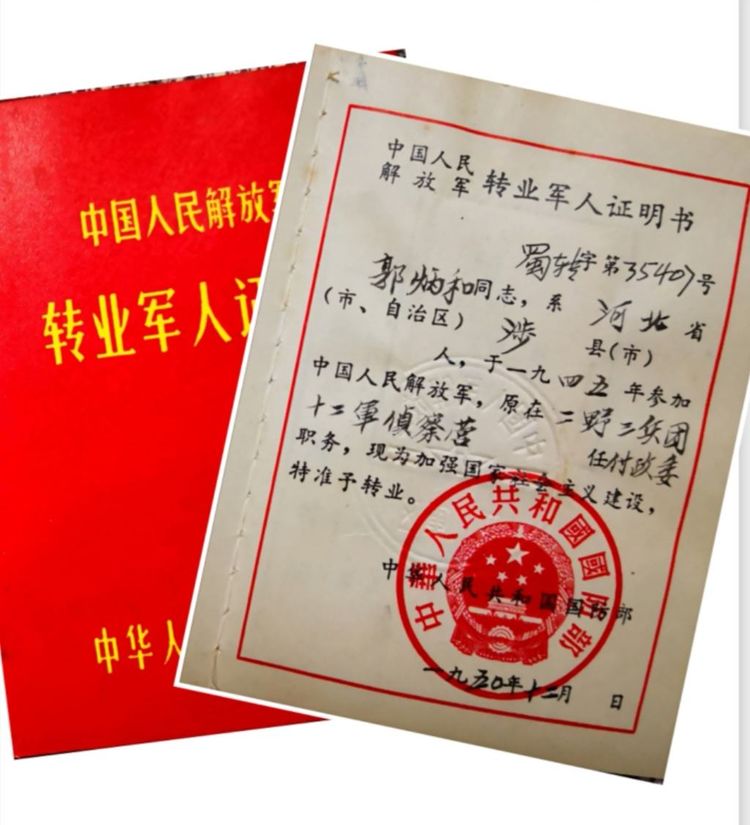 中国人民解放军
转业军人证
中华人
中国人民
解放军 转业军人证明书
蜀转字第35407号
郭炳和同志，系 河北 省
(市、自治区) 涉 县(市)
人，于一九四五年参加
中国人民解放军，原在二野二兵团
十二軍偵察营 任付政委
职务，现为加强国家社会主义建设，
特准予转业。
中华人民共和国国防部
中華人民共和國國防部
一九五〇年十二月 日